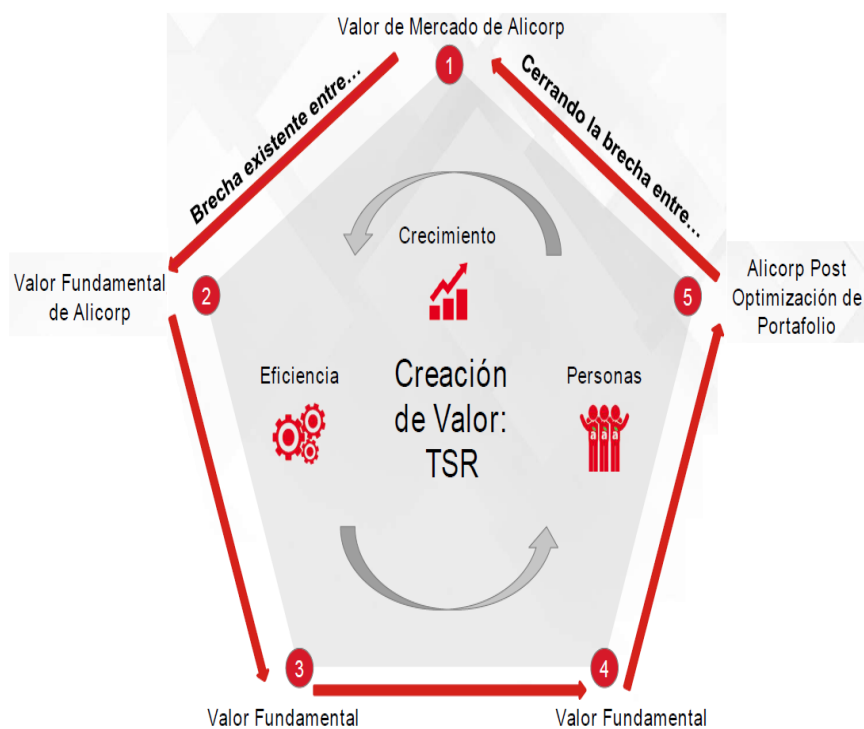 Valor de Mercado de Alicorp
1
Brecha existente entre...
Cerrando la brecha entre...
Crecimiento
Valor Fundamental
de Alicorp
2
5
Alicorp Post
Optimización de
Portafolio
Eficiencia
Creación
de Valor:
TSR
Personas
a a a
3
4
Valor Fundamental
Valor Fundamental